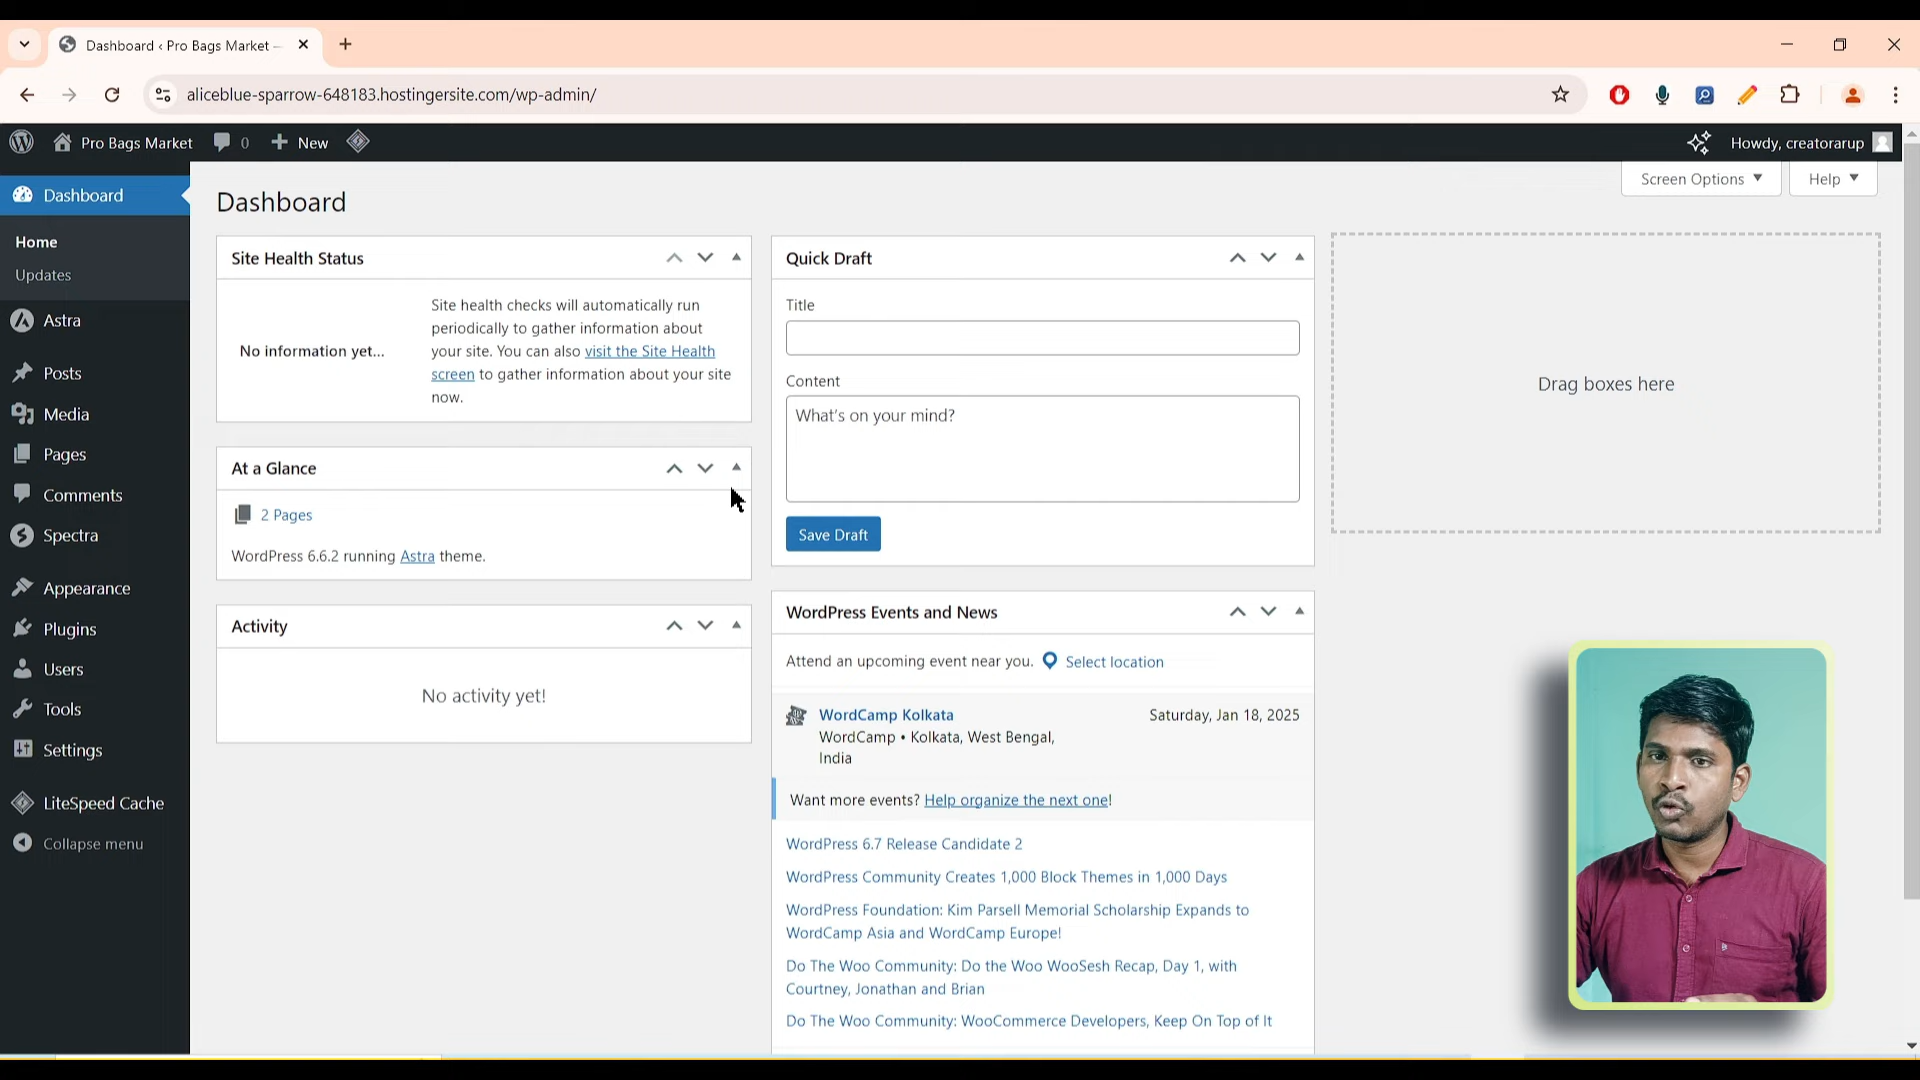 Dashboard ‹ Pro Bags Market –
aliceblue-sparrow-648183.hostingersite.com/wp-admin/
Pro Bags Market 0 New Howdy, creatorarup
Screen Options Help
Dashboard
Home
Updates
Astra
Posts
Media
Pages
Comments
Spectra
Appearance
Plugins
Users
Tools
Settings
LiteSpeed Cache
Collapse menu
Dashboard
Site Health Status
No information yet...
Site health checks will automatically run
periodically to gather information about
your site. You can also visit the Site Health
screen to gather information about your site
now.
At a Glance
2 Pages
WordPress 6.6.2 running Astra theme.
Activity
No activity yet!
Quick Draft
Title
Content
What's on your mind?
Save Draft
WordPress Events and News
Attend an upcoming event near you. Select location
WordCamp Kolkata Saturday, Jan 18, 2025
WordCamp • Kolkata, West Bengal,
India
Want more events? Help organize the next one!
WordPress 6.7 Release Candidate 2
WordPress Community Creates 1,000 Block Themes in 1,000 Days
WordPress Foundation: Kim Parsell Memorial Scholarship Expands to
WordCamp Asia and WordCamp Europe!
Do The Woo Community: Do the Woo WooSesh Recap, Day 1, with
Courtney, Jonathan and Brian
Do The Woo Community: WooCommerce Developers, Keep On Top of It
Drag boxes here